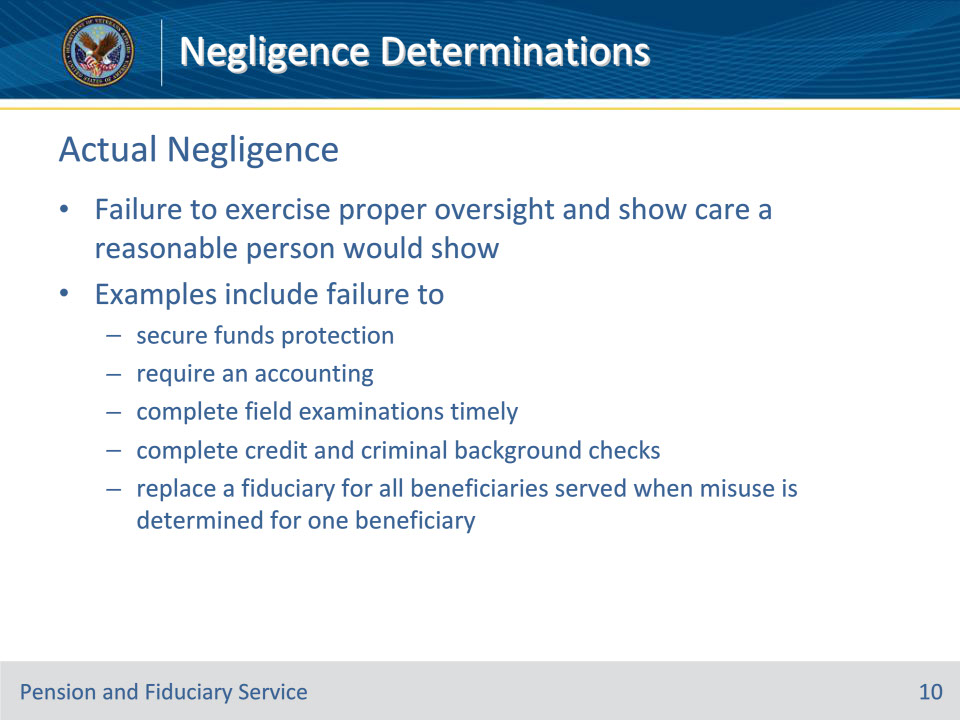 Negligence Determinations
Actual Negligence
• Failure to exercise proper oversight and show care a
reasonable person would show
• Examples include failure to
– secure funds protection
– require an accounting
– complete field examinations timely
– complete credit and criminal background checks
– replace a fiduciary for all beneficiaries served when misuse is
determined for one beneficiary
Pension and Fiduciary Service
10